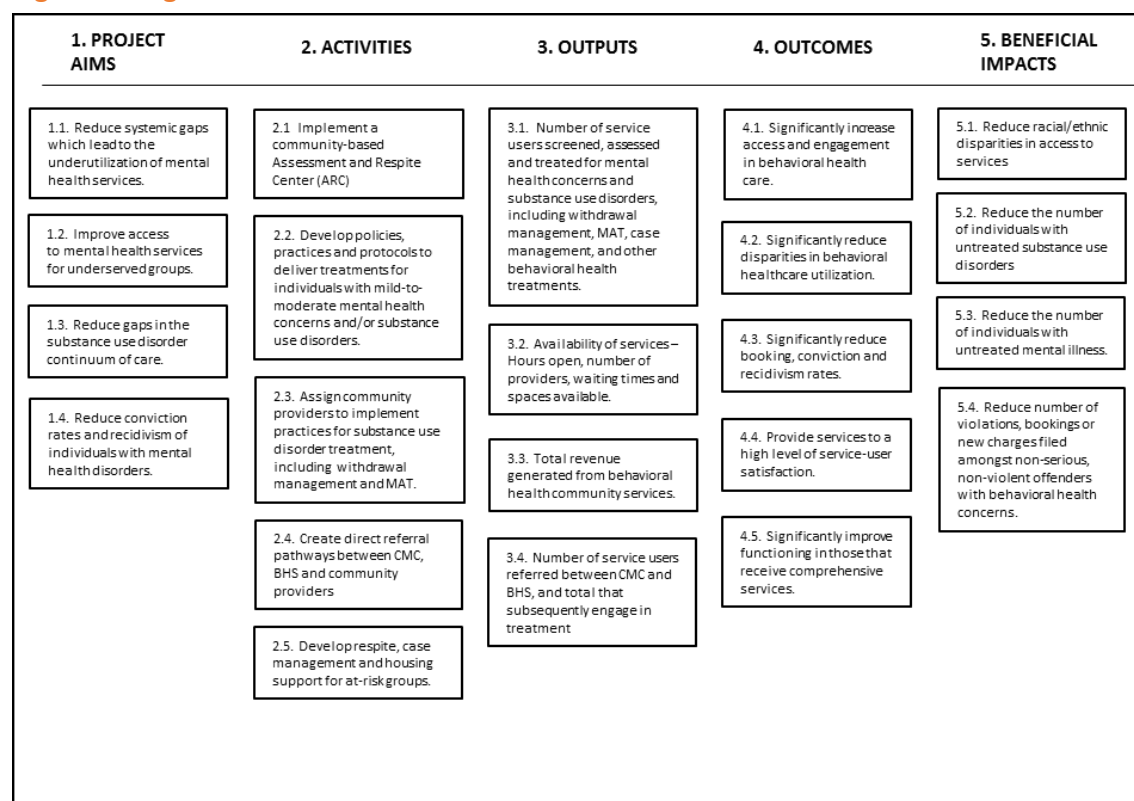 1. PROJECT
AIMS
2. ACTIVITIES
3. OUTPUTS
4. OUTCOMES
5. BENEFICIAL
IMPACTS
1.1. Reduce systemic gaps
which lead to the
underutilization of mental
health services.
1.2. Improve access
to mental health services
for underserved groups.
1.3. Reduce gaps in the
substance use disorder
continuum of care.
1.4. Reduce conviction
rates and recidivism of
individuals with mental
health disorders.
2.1 Implement a
community-based
Assessment and Respite
Center (ARC)
2.2. Develop policies,
practices and protocols to
deliver treatments for
individuals with mild-to-
moderate mental health
concerns and/or substance
use disorders.
2.3. Assign community
providers to implement
practices for substance use
disorder treatment,
including withdrawal
management and MAT.
2.4. Create direct referral
pathways between CMC,
BHS and community
providers
2.5. Develop respite, case
management and housing
support for at-risk groups.
3.1. Number of service
users screened, assessed
and treated for mental
health concerns and
substance use disorders,
including withdrawal
management, MAT, case
management, and other
behavioral health
treatments.
3.2. Availability of services –
Hours open, number of
providers, waiting times and
spaces available.
3.3. Total revenue
generated from behavioral
health community services.
3.4. Number of service users
referred between CMC and
BHS, and total that
subsequently engage in
treatment
4.1. Significantly increase
access and engagement
in behavioral health
care.
4.2. Significantly reduce
disparities in behavioral
healthcare utilization.
4.3. Significantly reduce
booking, conviction and
recidivism rates.
4.4. Provide services to a
high level of service-user
satisfaction.
4.5. Significantly improve
functioning in those that
receive comprehensive
services.
5.1. Reduce racial/ethnic
disparities in access to
services
5.2. Reduce the number
of individuals with
untreated substance use
disorders
5.3. Reduce the number
of individuals with
untreated mental illness.
5.4. Reduce number of
violations, bookings or
new charges filed
amongst non-serious,
non-violent offenders
with behavioral health
concerns.